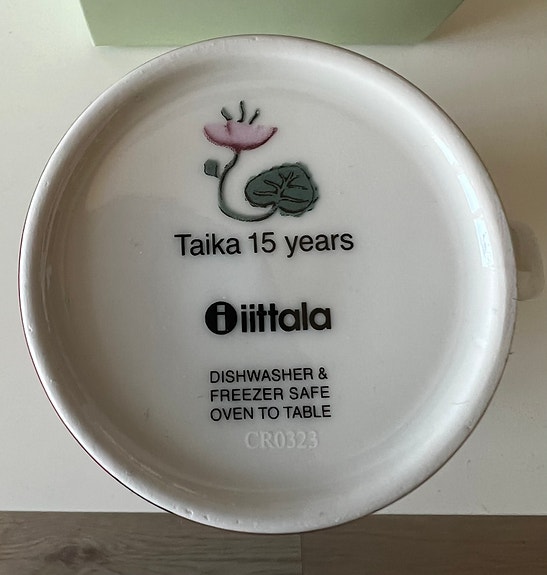 Taika 15 years
i iittala
DISHWASHER &
FREEZER SAFE
OVEN TO TABLE
CR0323